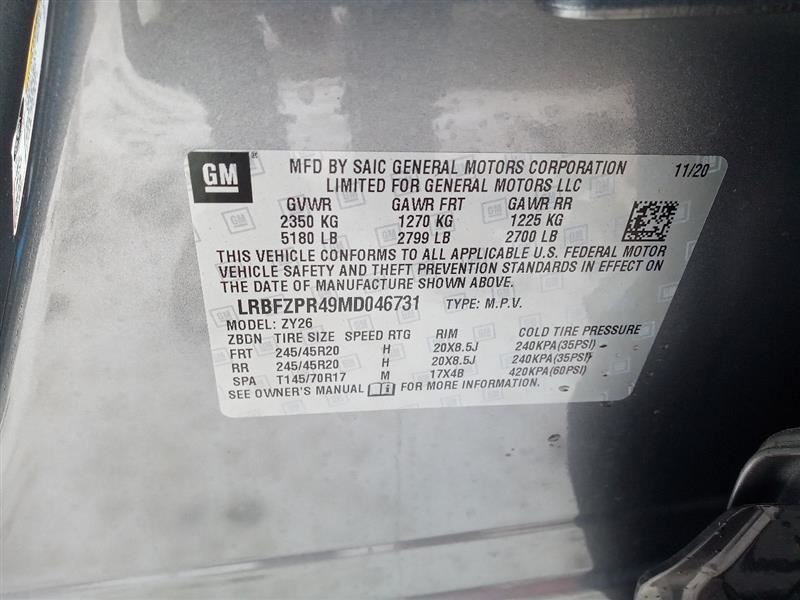 GM
MFD BY SAIC GENERAL MOTORS CORPORATION 11/20
LIMITED FOR GENERAL MOTORS LLC
GVWR GAWR FRT GAWR RR
2350 KG 1270 KG 1225 KG
5180 LB 2799 LB 2700 LB
THIS VEHICLE CONFORMS TO ALL APPLICABLE U.S. FEDERAL MOTOR
VEHICLE SAFETY AND THEFT PREVENTION STANDARDS IN EFFECT ON
THE DATE OF MANUFACTURE SHOWN ABOVE.
LRBFZPR49MD046731 TYPE: M.P.V.
MODEL: ZY26
ZBDN TIRE SIZE SPEED RTG RIM COLD TIRE PRESSURE
FRT 245/45R20 H 20X8.5J 240KPA(35PSI)
RR 245/45R20 H 20X8.5J 240KPA(35PSI)
SPA T145/70R17 M 17X4B 420KPA(60PSI)
SEE OWNER'S MANUAL FOR MORE INFORMATION.